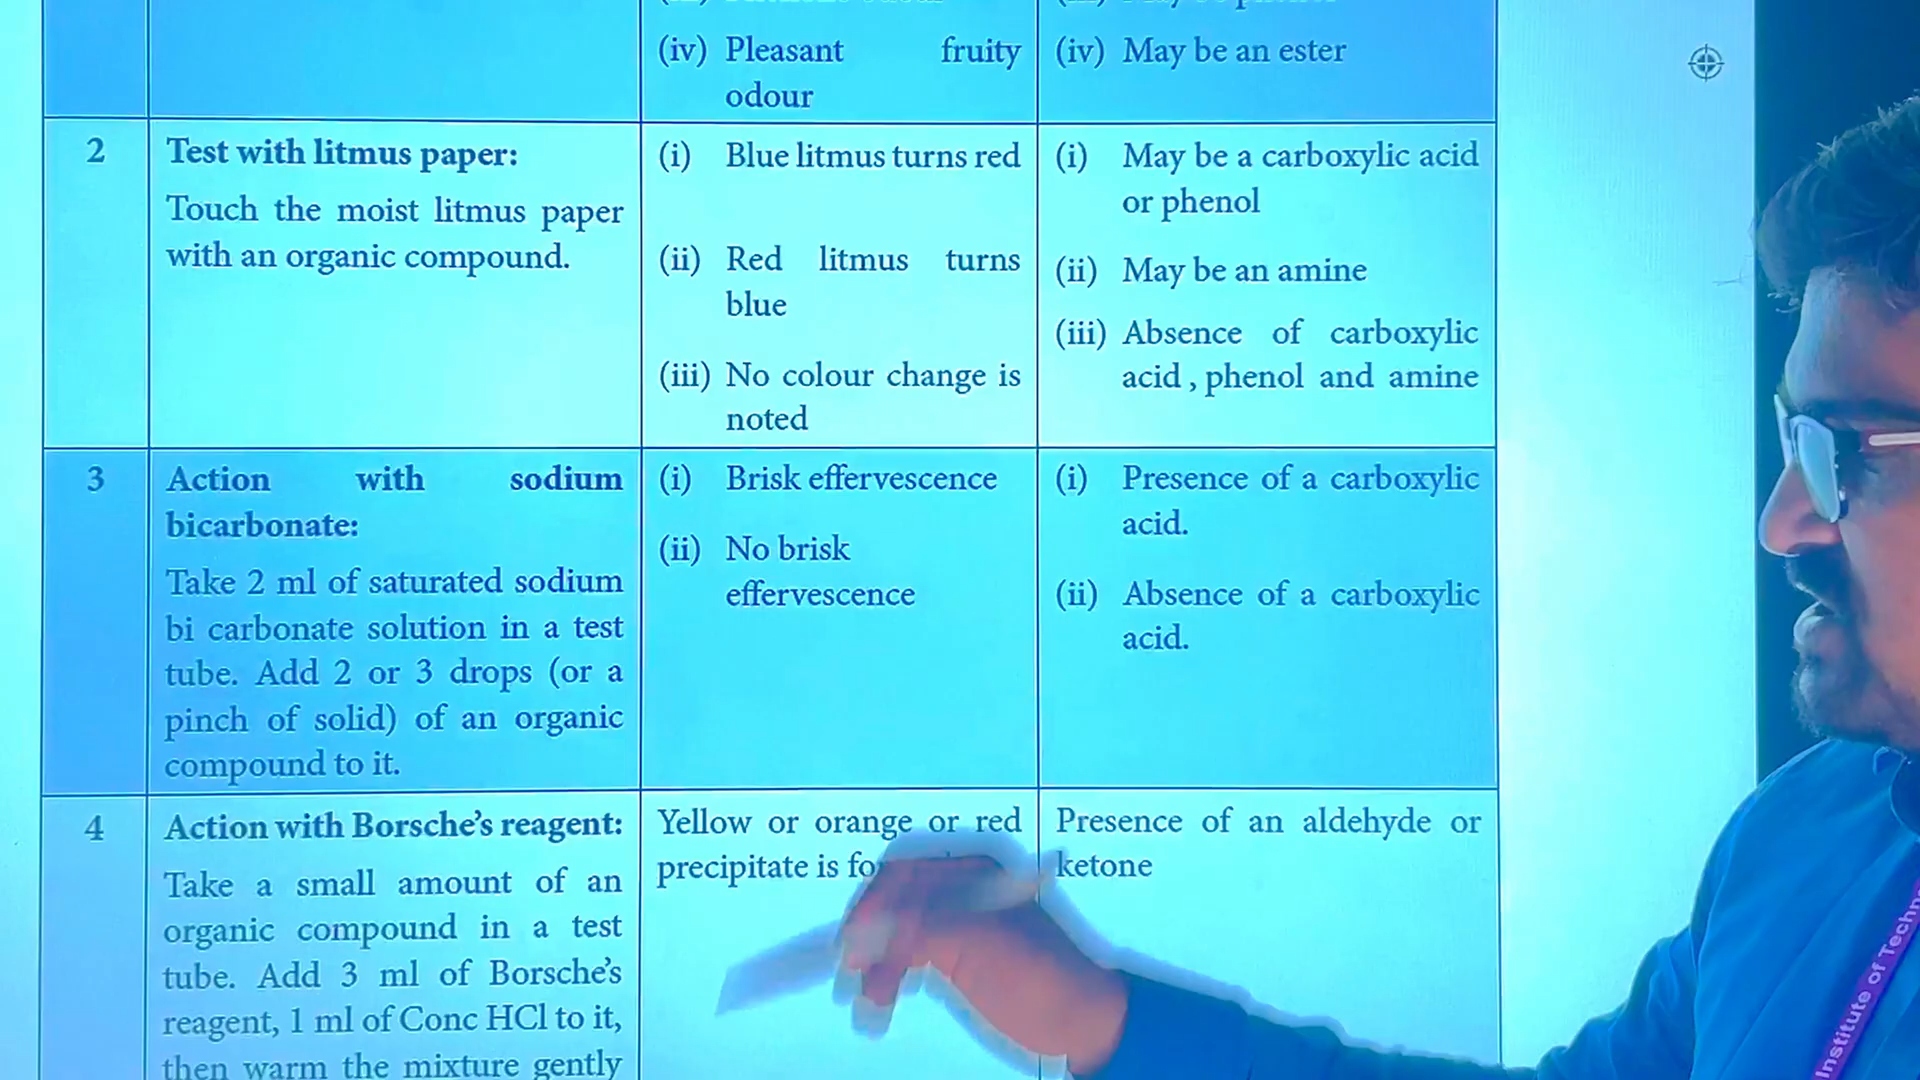 (iv) Pleasant fruity
odour
(iv) May be an ester
2
Test with litmus paper:
Touch the moist litmus paper
with an organic compound.
(i) Blue litmus turns red
(ii) Red litmus turns
blue
(iii) No colour change is
noted
(i) May be a carboxylic acid
or phenol
(ii) May be an amine
(iii) Absence of carboxylic
acid , phenol and amine
3
Action with sodium
bicarbonate:
Take 2 ml of saturated sodium
bi carbonate solution in a test
tube. Add 2 or 3 drops (or a
pinch of solid) of an organic
compound to it.
(i) Brisk effervescence
(ii) No brisk
effervescence
(i) Presence of a carboxylic
acid.
(ii) Absence of a carboxylic
acid.
4
Action with Borsche's reagent:
Take a small amount of an
organic compound in a test
tube. Add 3 ml of Borsche's
reagent, 1 ml of Conc HCl to it,
then warm the mixture gently
Yellow or orange or red
precipitate is
Presence of an aldehyde or
ketone
Institute of